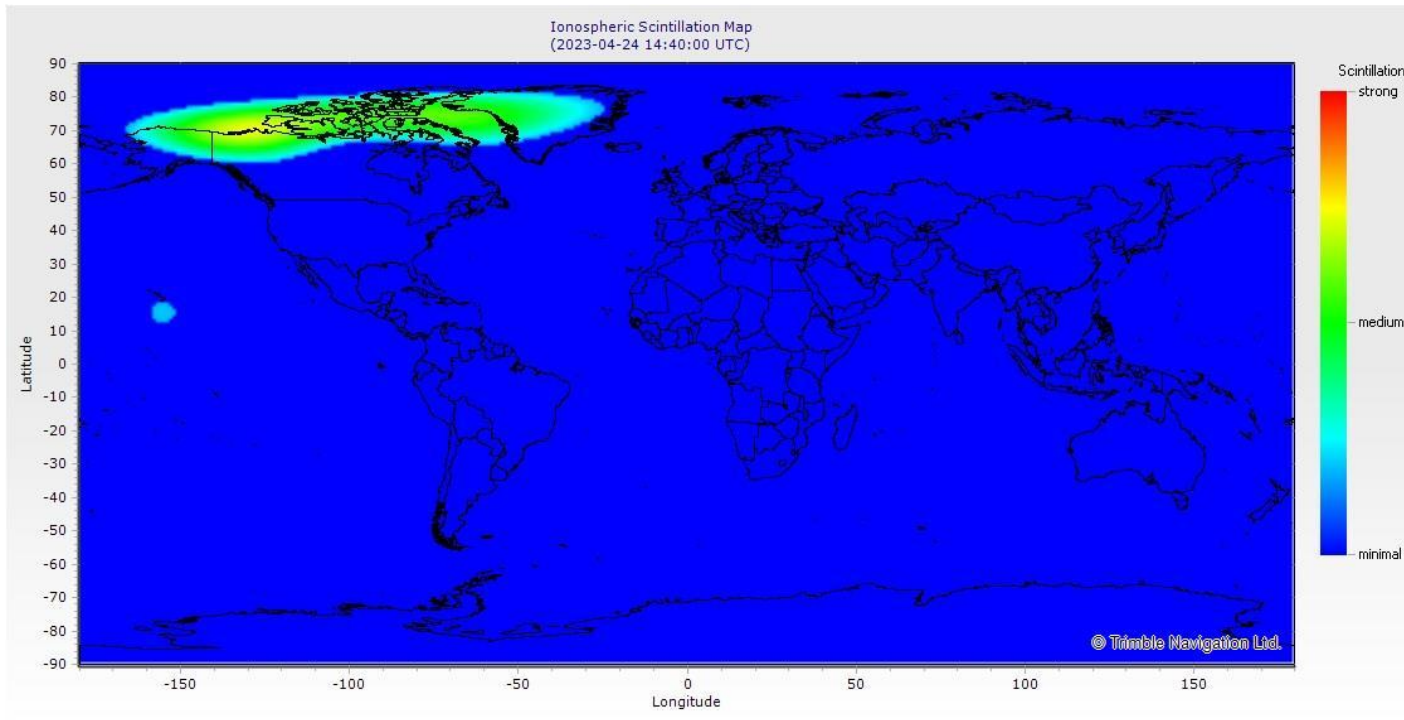 Ionospheric Scintillation Map
(2023-04-24 14:40:00 UTC)
Scintillation
strong
medium
minimal
90
80
70
60
50
40
30
20
10
0
-10
-20
-30
-40
-50
-60
-70
-80
-90
Latitude
© Trimble Navigation Ltd.
-150 -100 -50 0 50 100 150
Longitude